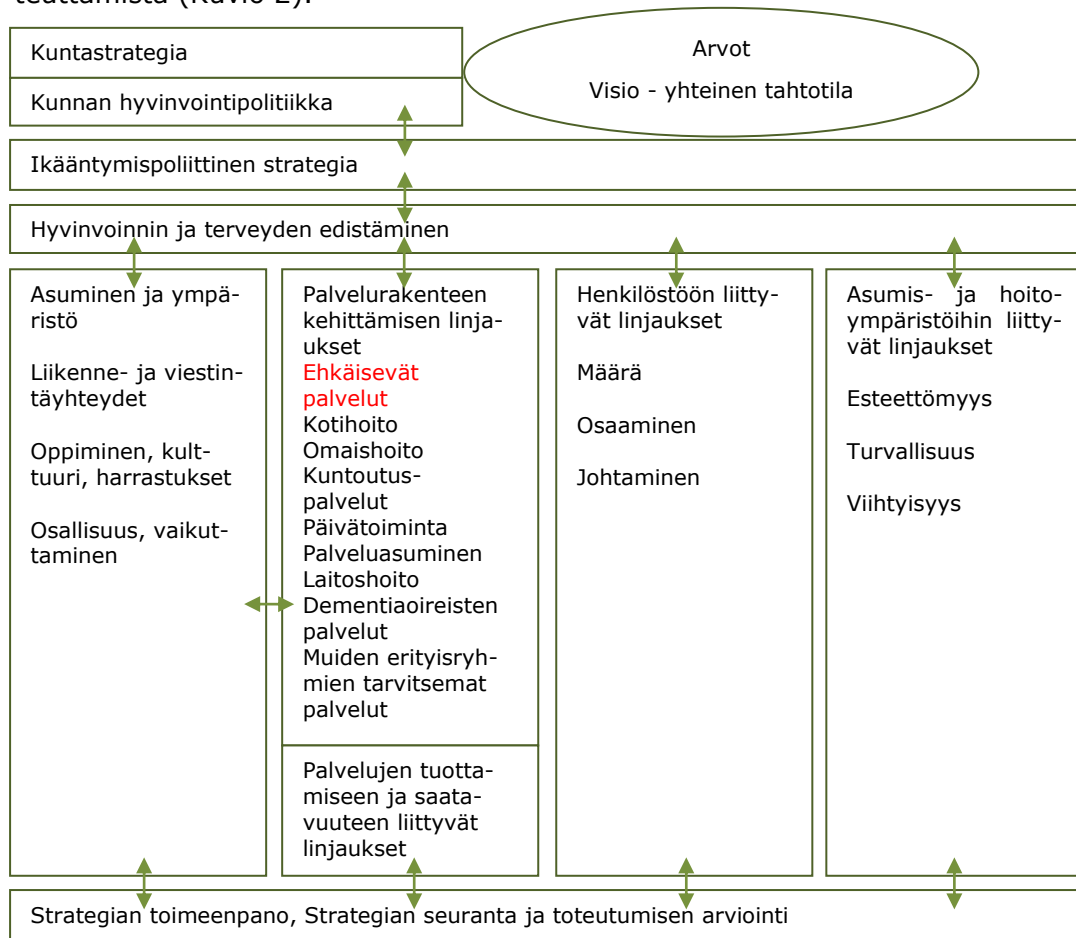 teuttamista (Kuvio 2).
Kuntastrategia
Kunnan hyvinvointipolitiikka
Arvot
Visio - yhteinen tahtotila
Ikääntymispoliittinen strategia
Hyvinvoinnin ja terveyden edistäminen
Asuminen ja ympä-
ristö
Liikenne- ja viestin-
täyhteydet
Oppiminen, kult-
tuuri, harrastukset
Osallisuus, vaikut-
taminen
Palvelurakenteen
kehittämisen linja-
ukset
Ehkäisevät
palvelut
Kotihoito
Omaishoito
Kuntoutus-
palvelut
Päivätoiminta
Palveluasuminen
Laitoshoito
Dementiaoireisten
palvelut
Muiden erityisryh-
mien tarvitsemat
palvelut
Palvelujen tuotta-
miseen ja saata-
vuuteen liittyvät
linjaukset
Henkilöstöön liitty-
vät linjaukset
Määrä
Osaaminen
Johtaminen
Asumis- ja hoito-
ympäristöihin liitty-
vät linjaukset
Esteettömyys
Turvallisuus
Viihtyisyys
Strategian toimeenpano, Strategian seuranta ja toteutumisen arviointi